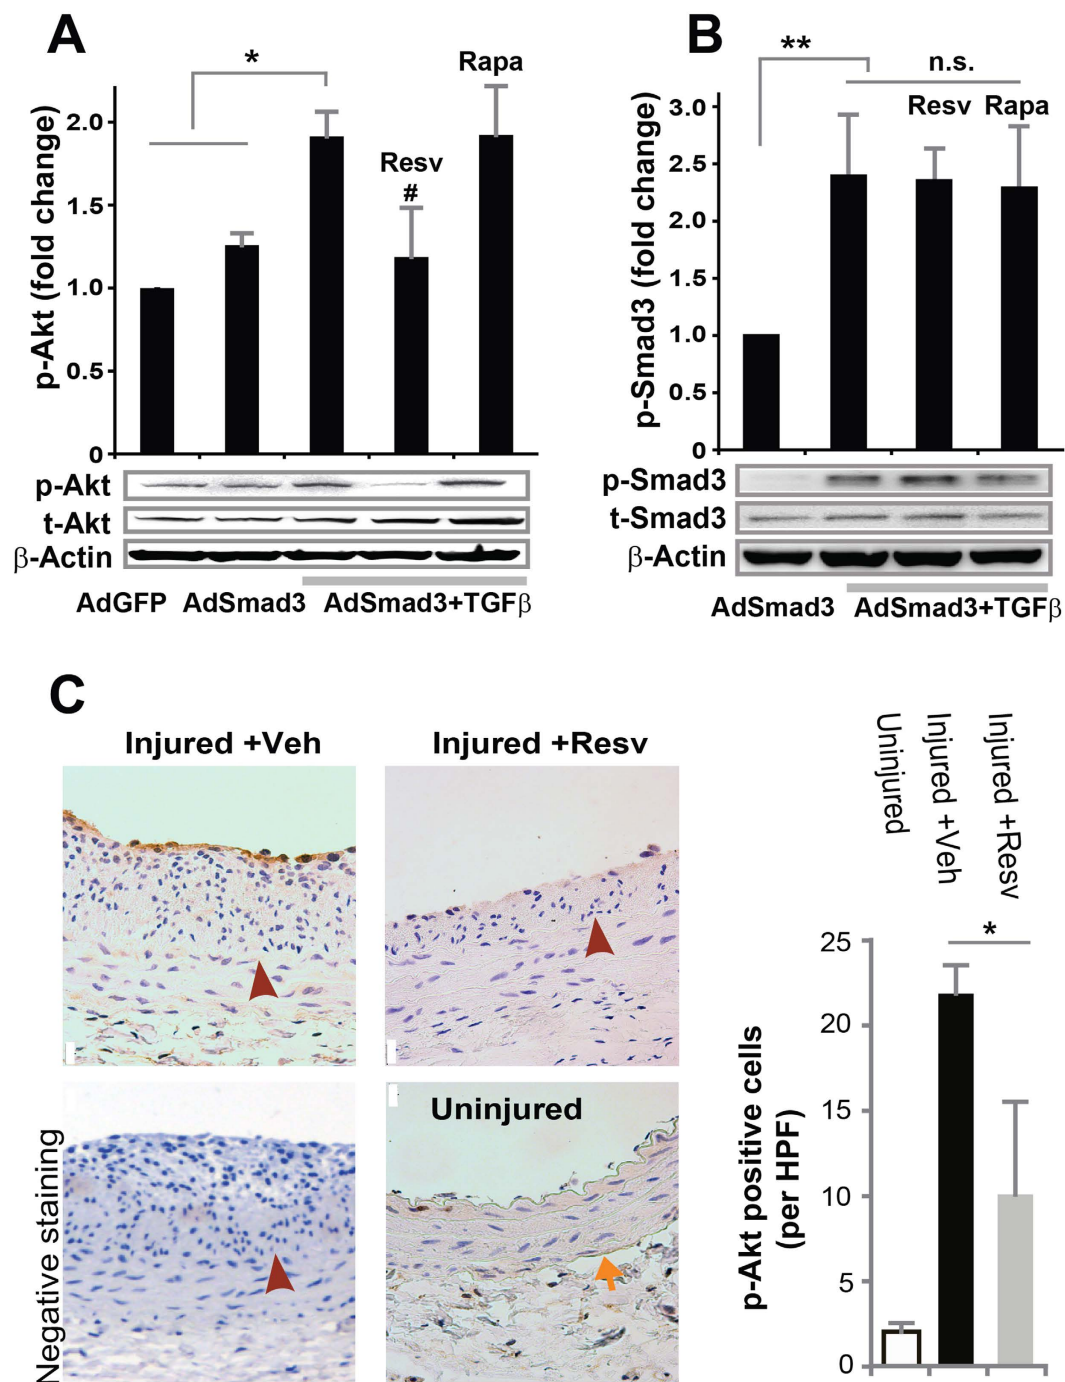 A
*
Rapa
Resv
#
p-Akt (fold change)
2.0
1.5
1.0
0.5
0
p-Akt
t-Akt
β-Actin
AdGFP AdSmad3 AdSmad3+TGFβ
B
**
n.s.
Resv Rapa
p-Smad3 (fold change)
3.0
2.5
2.0
1.5
1.0
0.5
0
p-Smad3
t-Smad3
β-Actin
AdSmad3 AdSmad3+TGFβ
C
Injured +Veh
Injured +Resv
Negative staining
Uninjured
Uninjured
Injured +Veh
Injured +Resv
*
p-Akt positive cells
(per HPF)
25
20
15
10
5
0